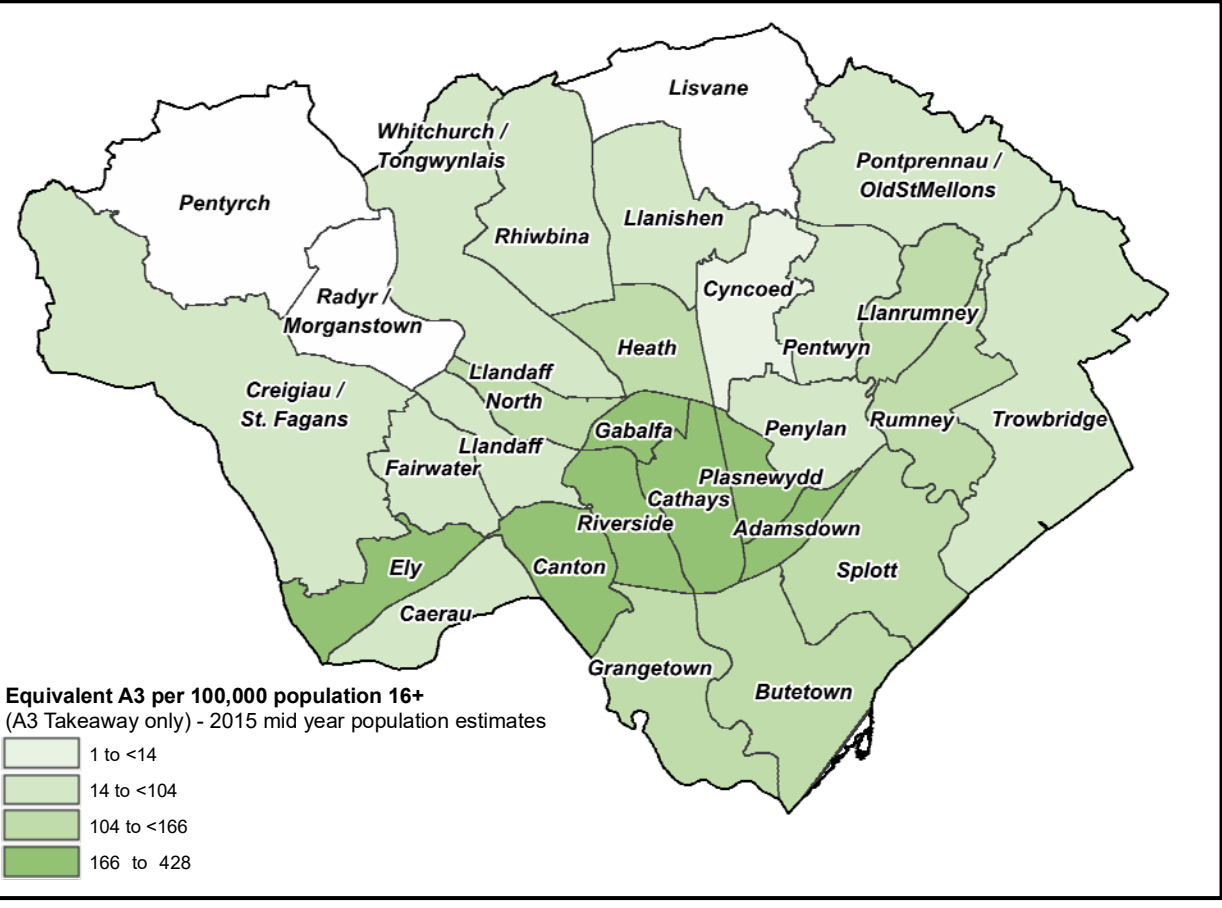 Lisvane
Whitchurch /
Tongwynlais
Pontprennau /
OldStMellons
Pentyrch
Llanishen
Rhiwbina
Cyncoed
Radyr /
Morganstown
Llanrumney
Heath
Pentwyn
Llandaff
North
Creigiau /
St. Fagans
Gabalfa
Penylan
Rumney
Trowbridge
Llandaff
Fairwater
Plasnewydd
Cathays
Riverside
Adamsdown
Ely
Canton
Splott
Caerau
Grangetown
Butetown
Equivalent A3 per 100,000 population 16+
(A3 Takeaway only) - 2015 mid year population estimates
1 to <14
14 to <104
104 to <166
166 to 428